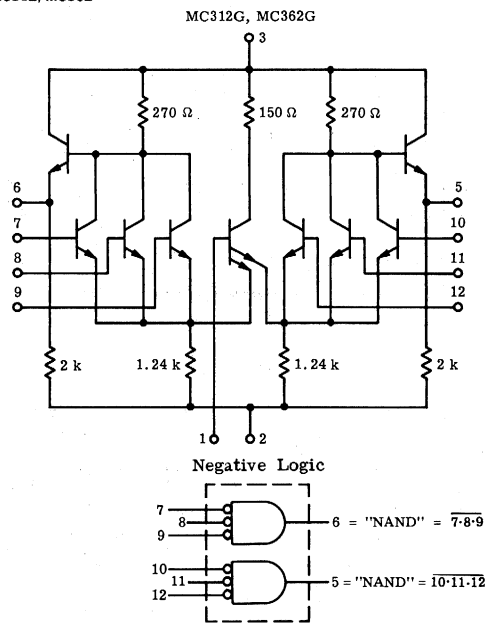 MC312G, MC362G
3
270 Ω
150 Ω
270 Ω
6
5
7
10
8
11
9
12
2 k
1.24 k
1.24 k
2 k
1
2
Negative Logic
7
8
9
6 = "NAND" = 7·8·9
10
11
12
5 = "NAND" = 10·11·12